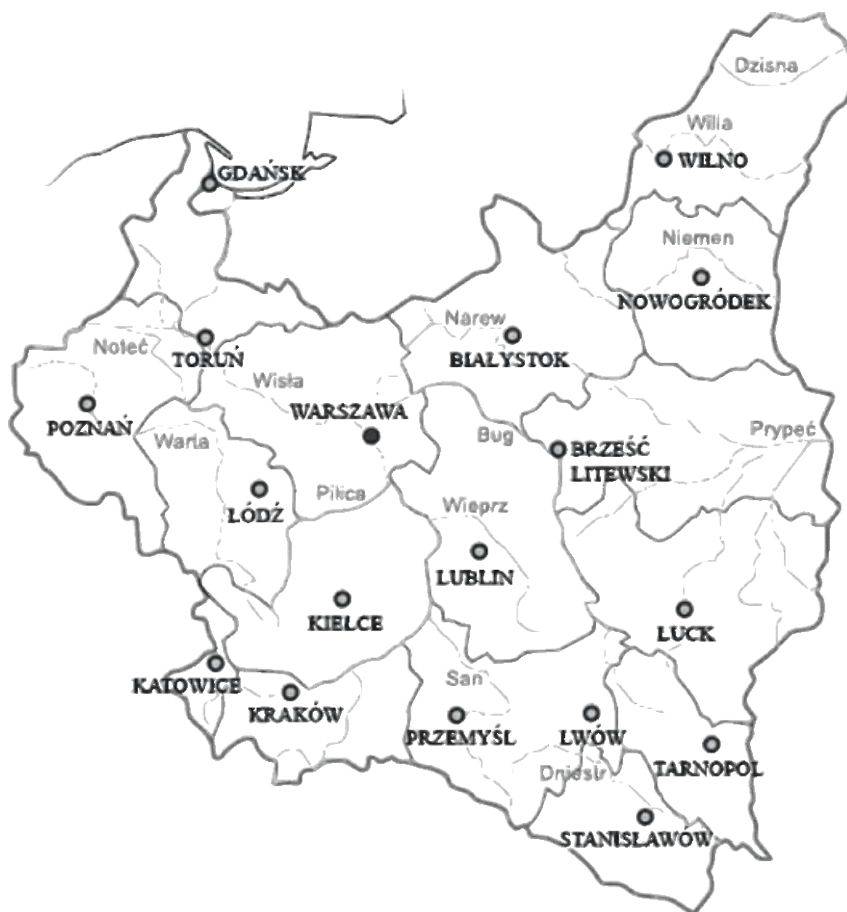 Dzisna
Wilia
WILNO
GDAŃSK
Niemen
NOWOGRÓDEK
Narew
BIAŁYSTOK
Noteć
TORUŃ
Wisła
WARSZAWA
POZNAŃ
Warta
Bug
BRZEŚĆ
LITEWSKI
Prypeć
Pilica
ŁÓDŹ
Wieprz
LUBLIN
KIELCE
ŁUCK
KATOWICE
KRAKÓW
San
PRZEMYŚL
LWÓW
Dniestr
TARNOPOL
STANISŁAWÓW